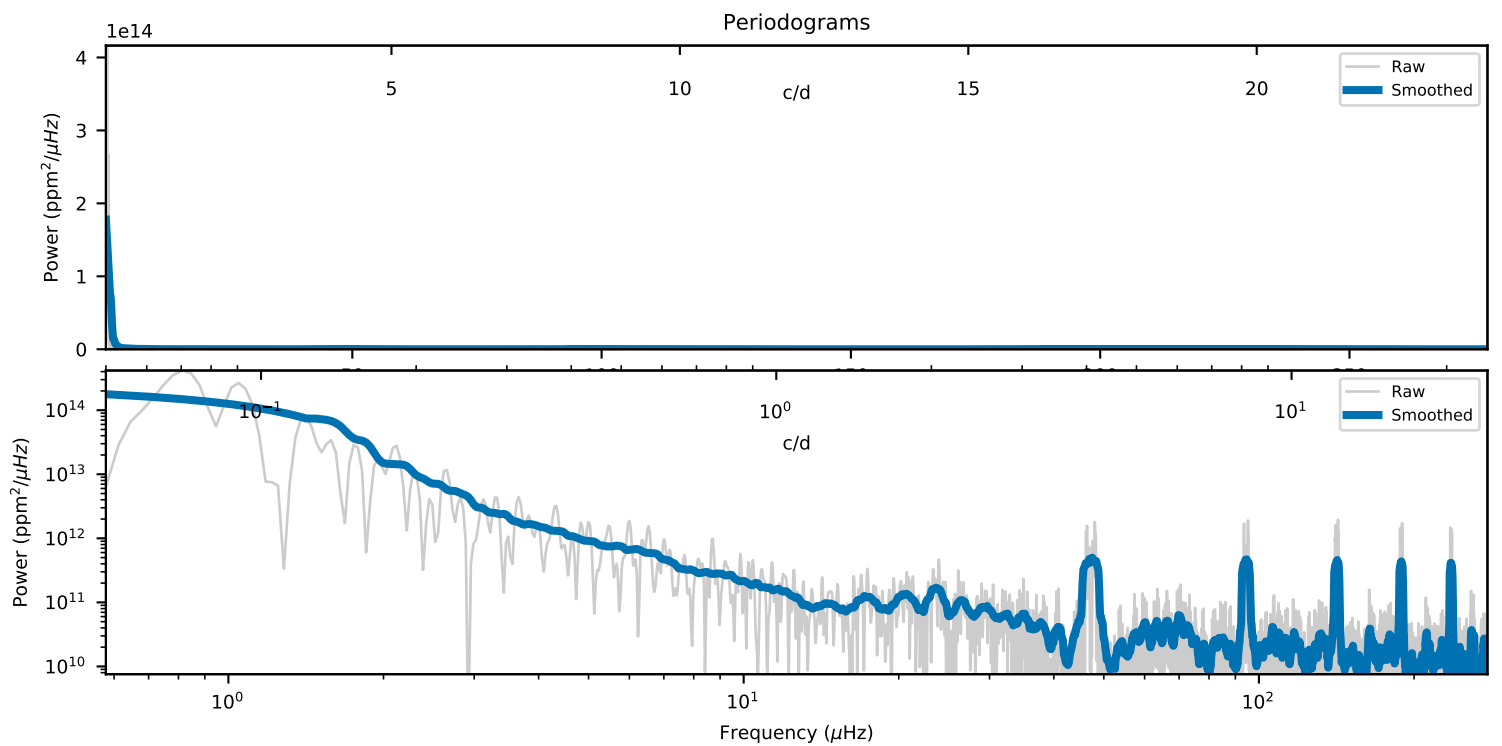 Periodograms
1e14
4
3
2
1
0
Power (ppm²/μHz)
5 10 15 20
c/d
Raw
Smoothed
10¹⁴
10¹³
10¹²
10¹¹
10¹⁰
Power (ppm²/μHz)
10⁻¹ 10⁰ 10¹
c/d
Raw
Smoothed
10⁰ 10¹ 10²
Frequency (μHz)